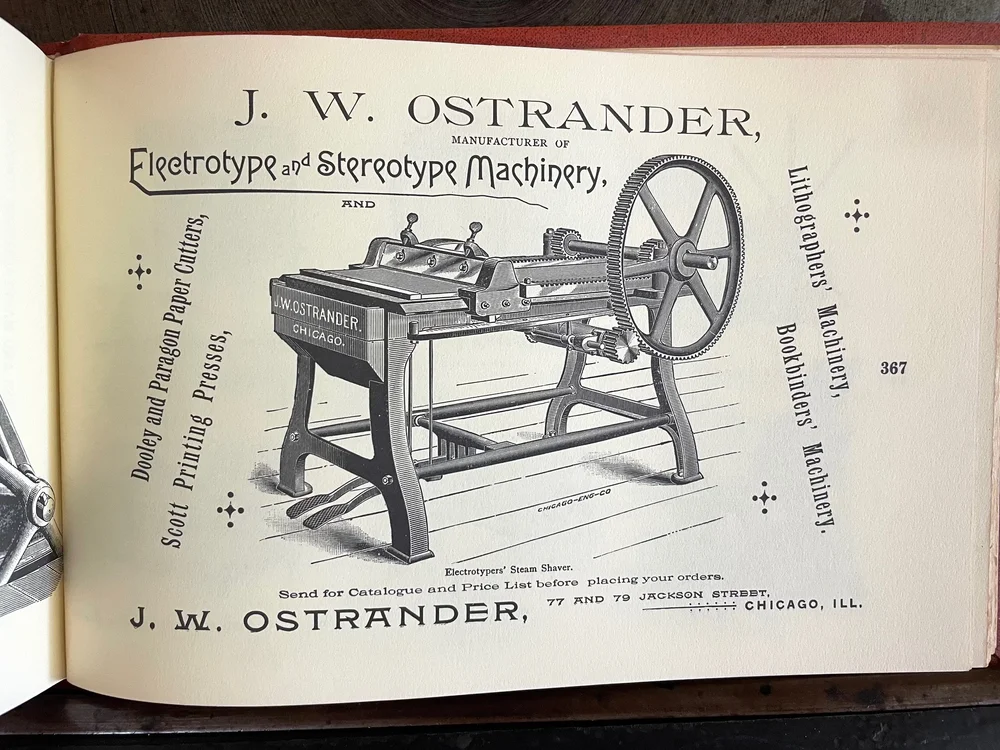 J. W. OSTRANDER,
MANUFACTURER OF
Electrotype and Stereotype Machinery,
AND
Dooley and Paragon Paper Cutters,
Scott Printing Presses,
Lithographers' Machinery,
Bookbinders' Machinery.
J.W.OSTRANDER.
CHICAGO.
367
CHICAGO-ENG-CO
Electrotypers' Steam Shaver.
Send for Catalogue and Price List before placing your orders.
J. W. OSTRANDER, 77 AND 79 JACKSON STREET,
CHICAGO, ILL.